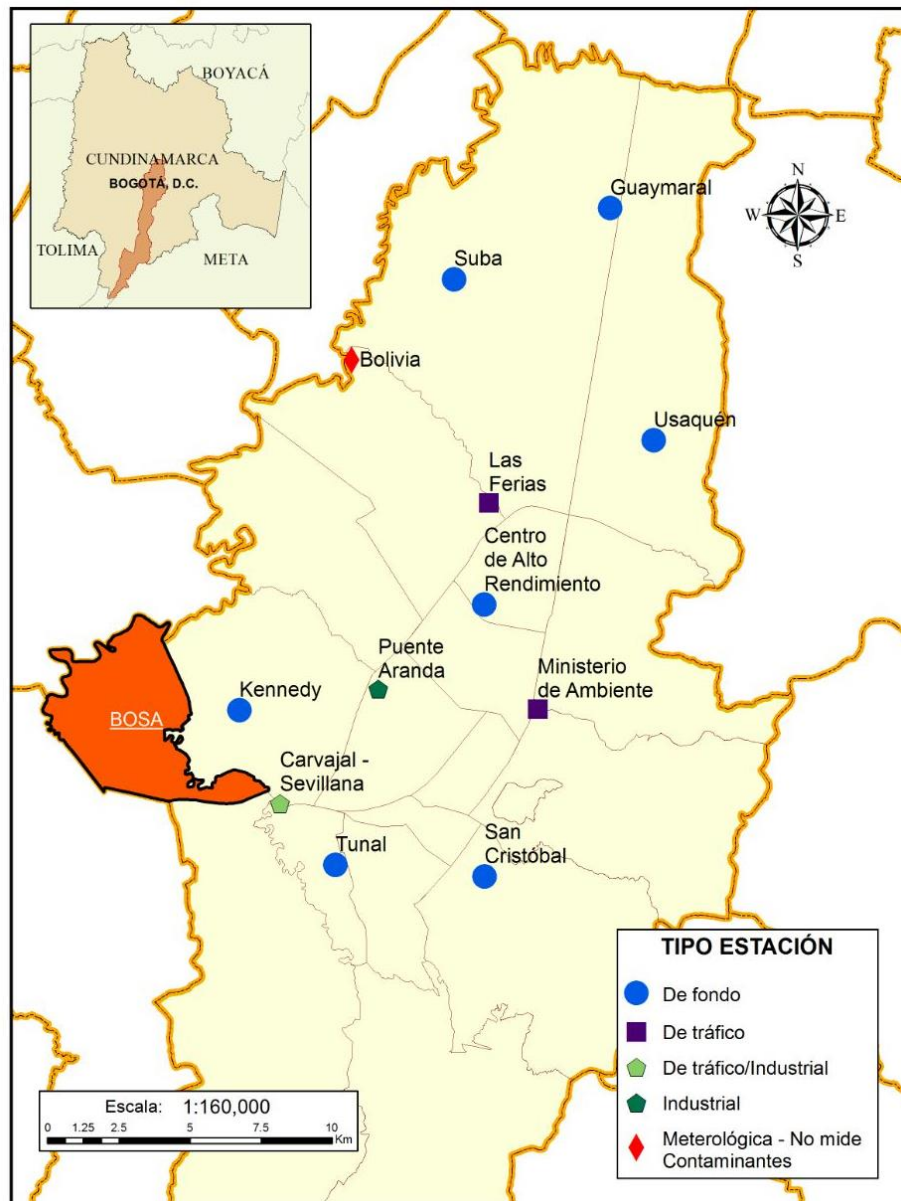 BOYACÁ
CUNDINAMARCA
BOGOTÁ, D.C.
TOLIMA
META
N
W
E
S
Guaymaral
Suba
Bolivia
Usaquén
Las
Ferias
Centro
de Alto
Rendimiento
Puente
Aranda
Ministerio
de Ambiente
Kennedy
BOSA
Carvajal -
Sevillana
Tunal
San
Cristóbal
TIPO ESTACIÓN
De fondo
De tráfico
De tráfico/Industrial
Industrial
Meterológica - No mide
Contaminantes
Escala: 1:160,000
0 1.25 2.5 5 7.5 10
Km